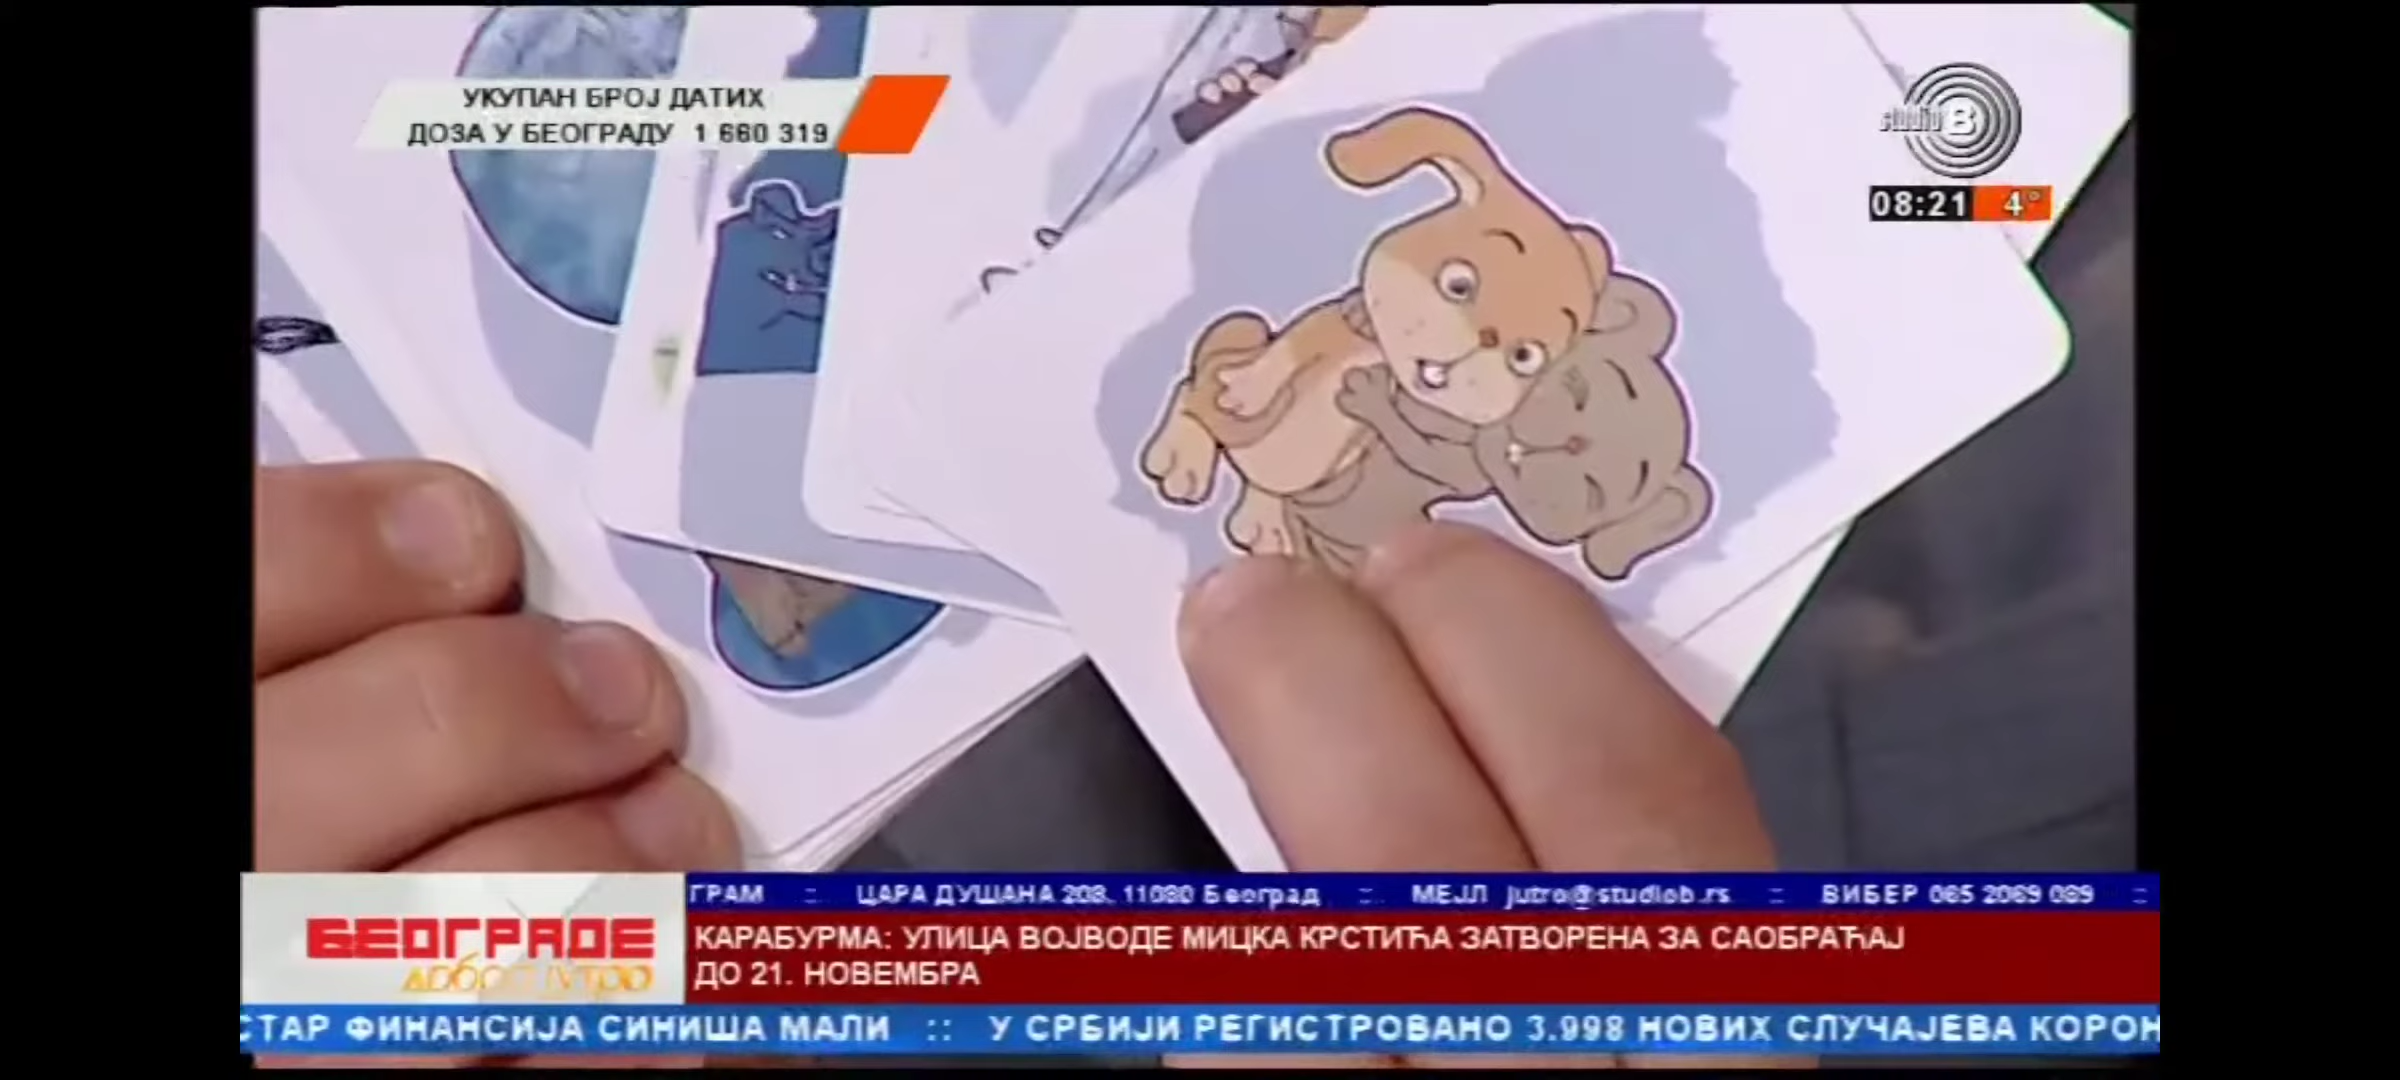 УКУПАН БРОЈ ДАТИХ
ДОЗА У БЕОГРАДУ 1 660 319
studio B
08:21 4°
ГРАМ :: ЦАРА ДУШАНА 208, 11080 Београд :: МЕЈЛ jutro@studiob.rs :: ВИБЕР 065 2069 089 ::
БЕОГРАДЕ
добро јутро
КАРАБУРМА: УЛИЦА ВОЈВОДЕ МИЦКА КРСТИЋА ЗАТВОРЕНА ЗА САОБРАЋАЈ
ДО 21. НОВЕМБРА
СТАР ФИНАНСИЈА СИНИША МАЛИ :: У СРБИЈИ РЕГИСТРОВАНО 3.998 НОВИХ СЛУЧАЈЕВА КОРОН